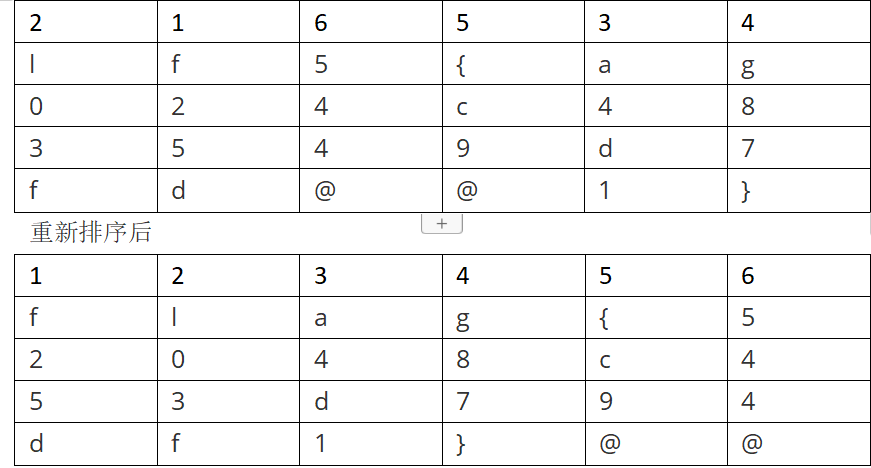 2 1 6 5 3 4
l f 5 { a g
0 2 4 c 4 8
3 5 4 9 d 7
f d @ @ 1 }
重新排序后
+
1 2 3 4 5 6
f l a g { 5
2 0 4 8 c 4
5 3 d 7 9 4
d f 1 } @ @